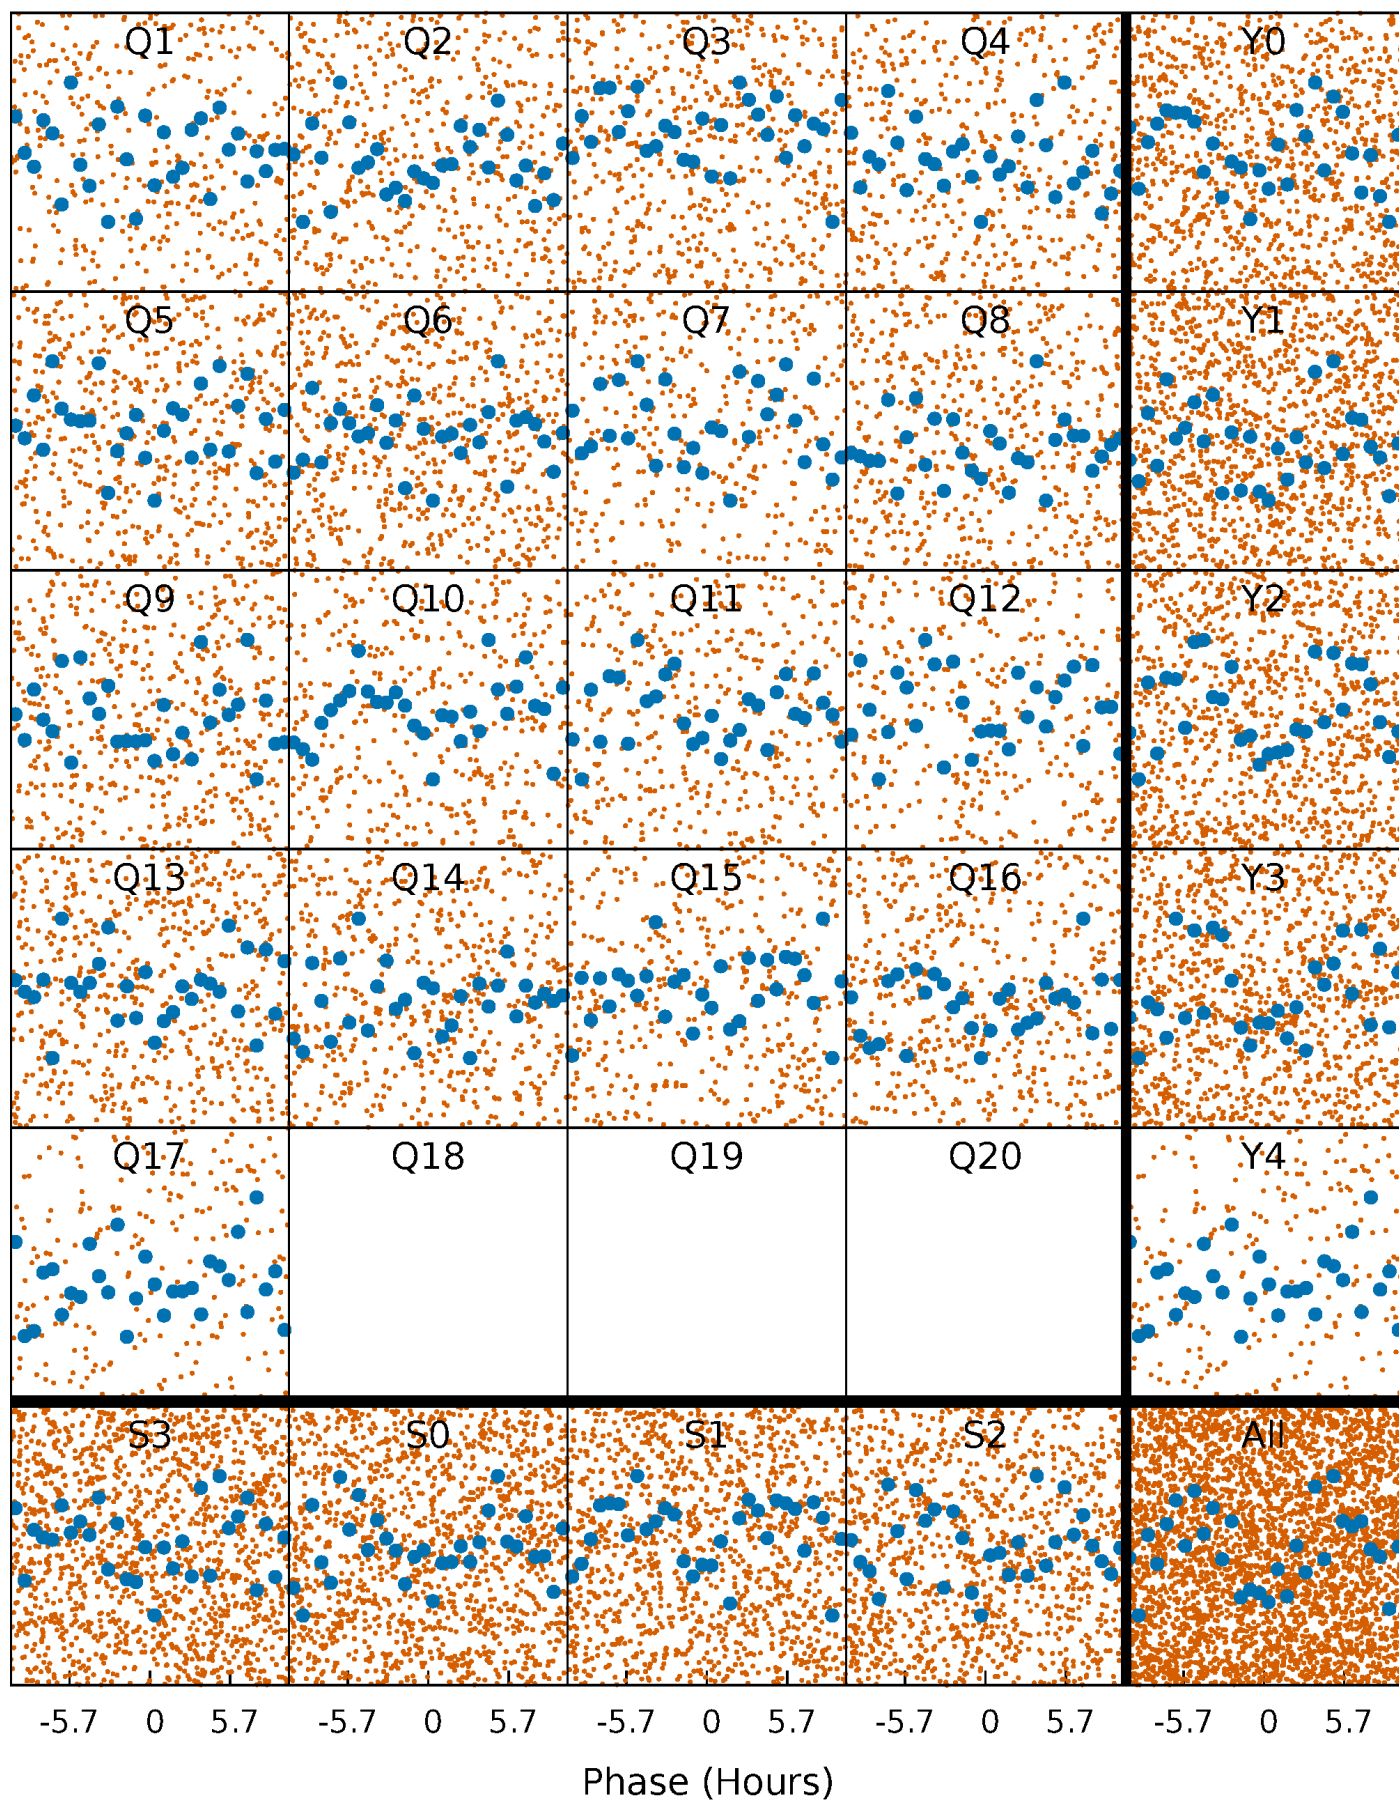 Q1 Q2 Q3 Q4 Y0
Q5 Q6 Q7 Q8 Y1
Q9 Q10 Q11 Q12 Y2
Q13 Q14 Q15 Q16 Y3
Q17 Q18 Q19 Q20 Y4
S3 S0 S1 S2 All
-5.7 0 5.7 -5.7 0 5.7 -5.7 0 5.7 -5.7 0 5.7 -5.7 0 5.7
Phase (Hours)